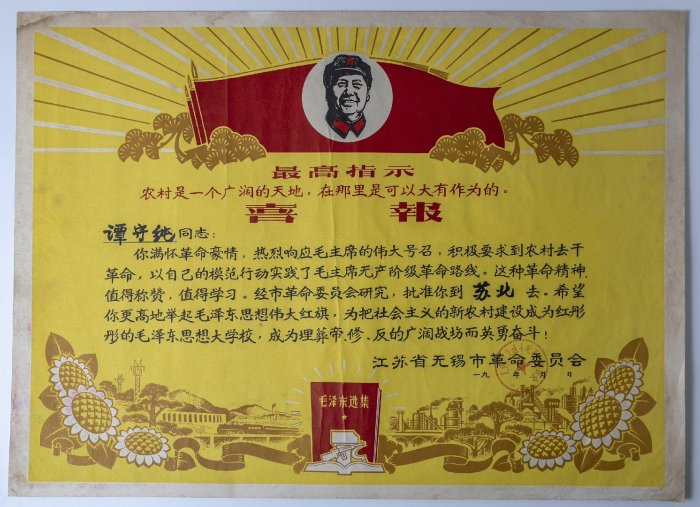 最高指示
农村是一个广阔的天地，在那里是可以大有作为的。
喜報
谭守纯同志：
你满怀革命豪情，热烈响应毛主席的伟大号召，积极要求到农村去干
革命，以自己的模范行动实践了毛主席无产阶级革命路线。这种革命精神
值得称赞，值得学习。经市革命委员会研究，批准你到 苏北 去。希望
你更高地举起毛泽东思想伟大红旗，为把社会主义的新农村建设成为红彤
彤的毛泽东思想大学校，成为埋葬帝、修、反的广阔战场而英勇奋斗！
江苏省无锡市革命委员会
一九 年 月 日
毛泽东选集